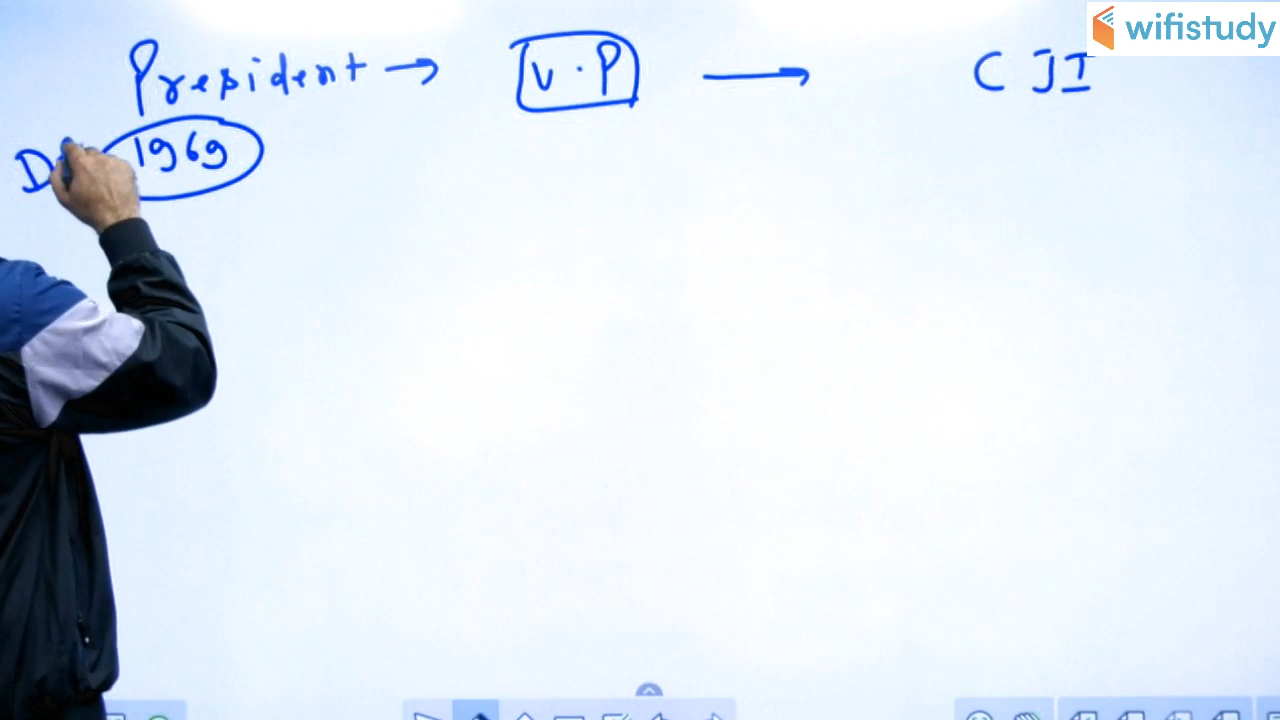 wifistudy
President → V.P → CJI
D 1969